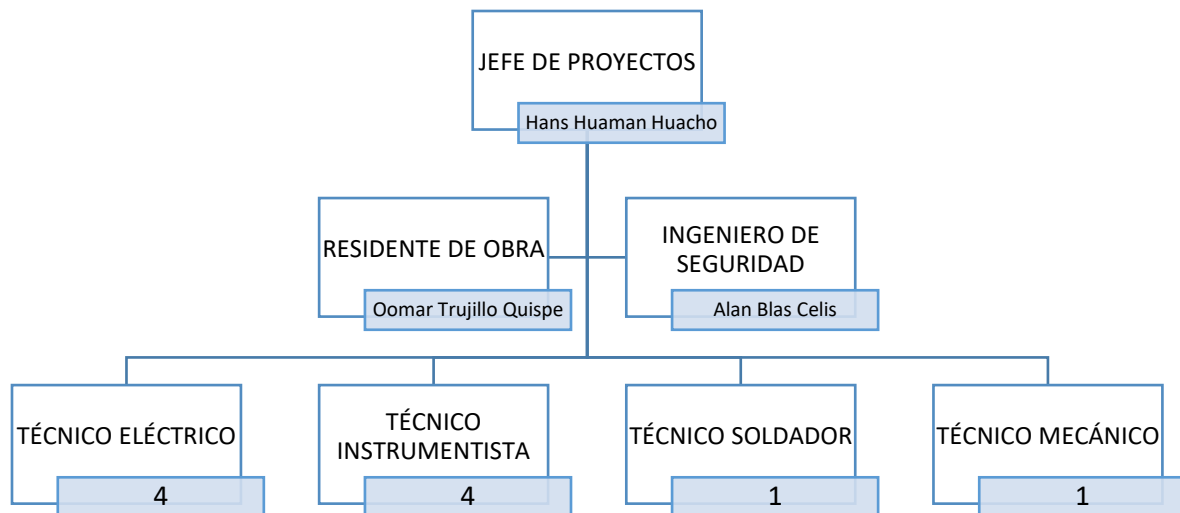 JEFE DE PROYECTOS
Hans Huaman Huacho
RESIDENTE DE OBRA
Oomar Trujillo Quispe
INGENIERO DE
SEGURIDAD
Alan Blas Celis
TÉCNICO ELÉCTRICO
4
TÉCNICO
INSTRUMENTISTA
4
TÉCNICO SOLDADOR
1
TÉCNICO MECÁNICO
1